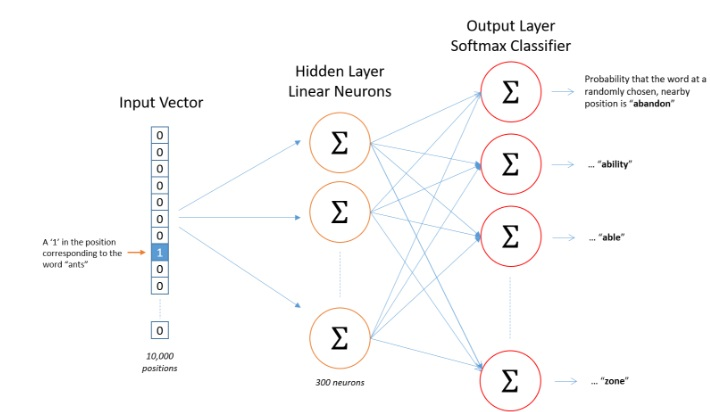 Output Layer
Softmax Classifier
Hidden Layer
Linear Neurons
Input Vector
Probability that the word at a
randomly chosen, nearby
position is "abandon"
... "ability"
... "able"
... "zone"
A '1' in the position
corresponding to the
word "ants"
0
0
0
0
0
0
0
1
0
0
0
10,000
positions
300 neurons
Σ
Σ
Σ
Σ
Σ
Σ
Σ